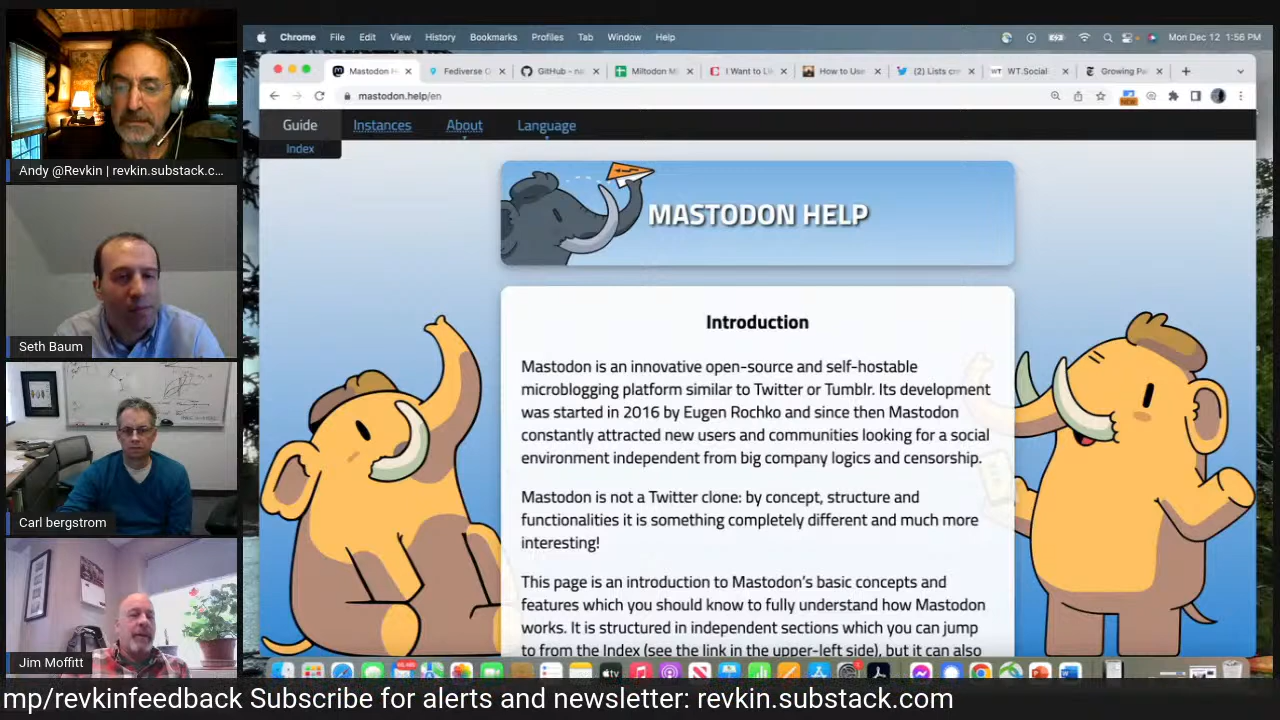 Andy @Revkin | revkin.substack.c...
Seth Baum
Carl bergstrom
Jim Moffitt
Chrome File Edit View History Bookmarks Profiles Tab Window Help
Mon Dec 12 1:56 PM
Mastodon H
Fediverse O
GitHub - na
Miltodon M
I Want to Li
How to Use
(2) Lists cre
WT.Social
Growing Pa
mastodon.help/en
Guide Instances About Language
Index
MASTODON HELP
Introduction
Mastodon is an innovative open-source and self-hostable
microblogging platform similar to Twitter or Tumblr. Its development
was started in 2016 by Eugen Rochko and since then Mastodon
constantly attracted new users and communities looking for a social
environment independent from big company logics and censorship.
Mastodon is not a Twitter clone: by concept, structure and
functionalities it is something completely different and much more
interesting!
This page is an introduction to Mastodon's basic concepts and
features which you should know to fully understand how Mastodon
works. It is structured in independent sections which you can jump
to from the Index (see the link in the upper-left side), but it can also
mp/revkinfeedback Subscribe for alerts and newsletter: revkin.substack.com